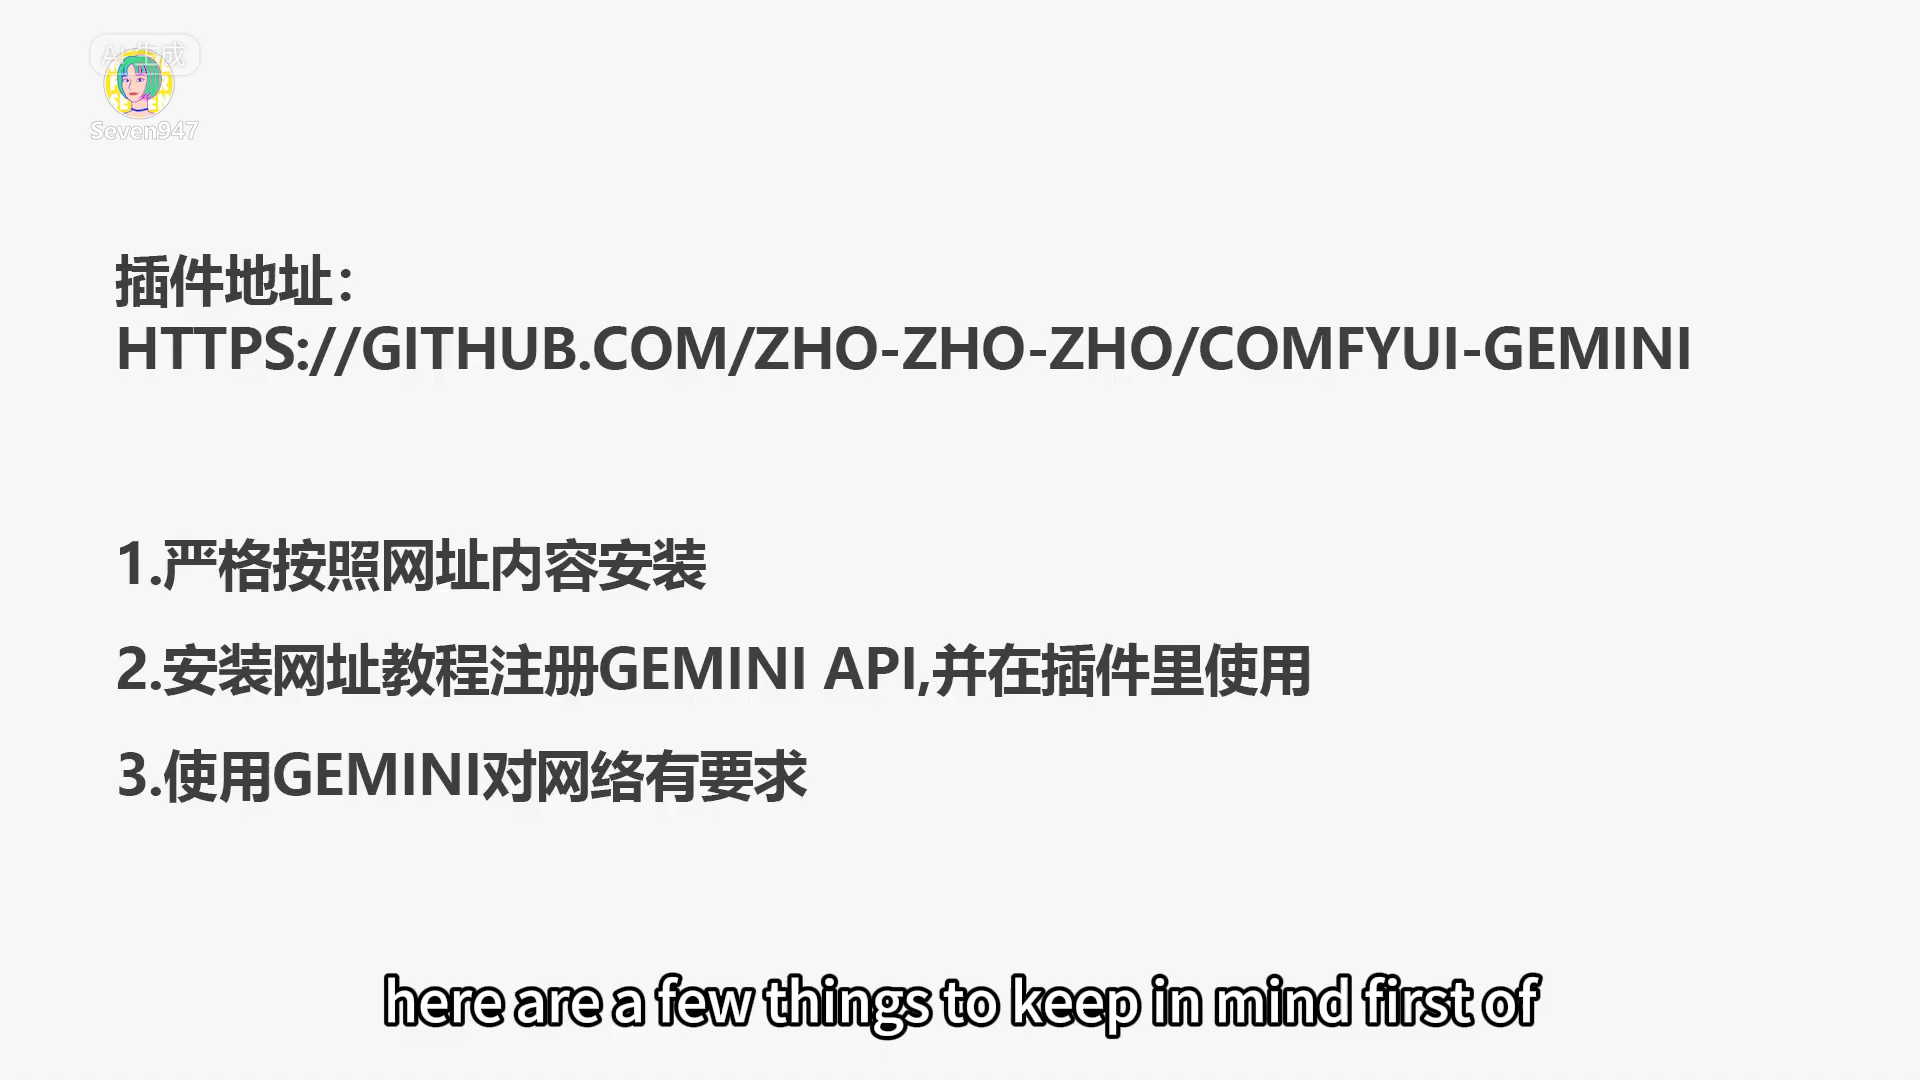 AI 生成
Seven947
插件地址：
HTTPS://GITHUB.COM/ZHO-ZHO-ZHO/COMFYUI-GEMINI
1.严格按照网址内容安装
2.安装网址教程注册GEMINI API,并在插件里使用
3.使用GEMINI对网络有要求
here are a few things to keep in mind first of